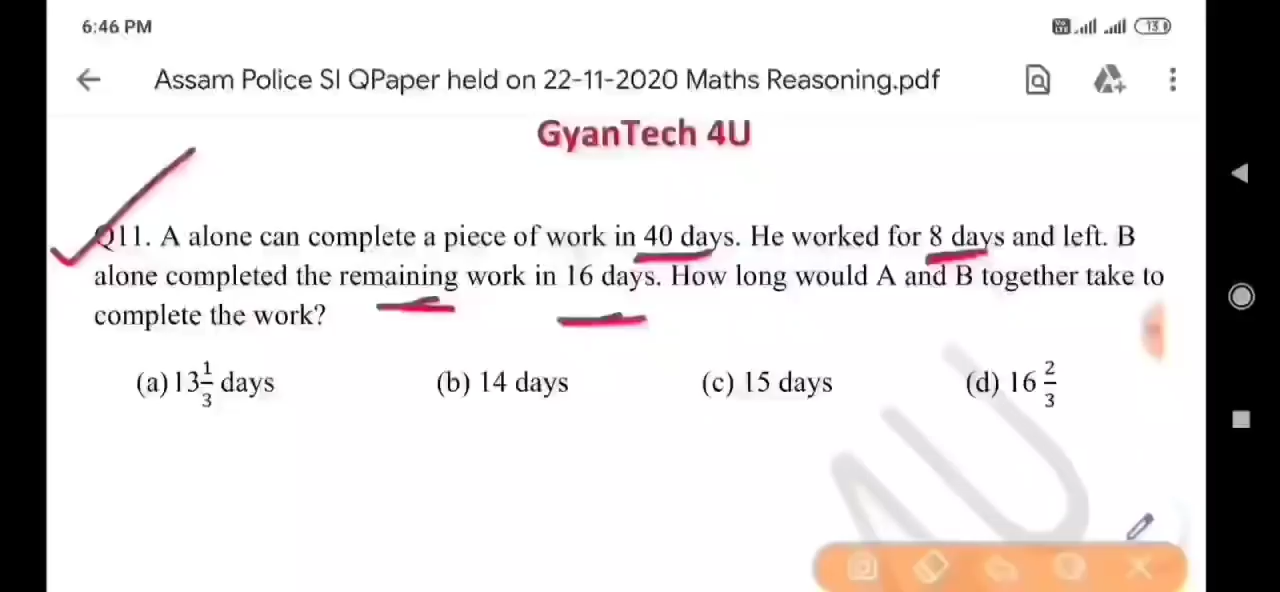 6:46 PM
13
Assam Police SI QPaper held on 22-11-2020 Maths Reasoning.pdf
GyanTech 4U
Q11. A alone can complete a piece of work in 40 days. He worked for 8 days and left. B
alone completed the remaining work in 16 days. How long would A and B together take to
complete the work?
(a) 13 1/3 days (b) 14 days (c) 15 days (d) 16 2/3
4U